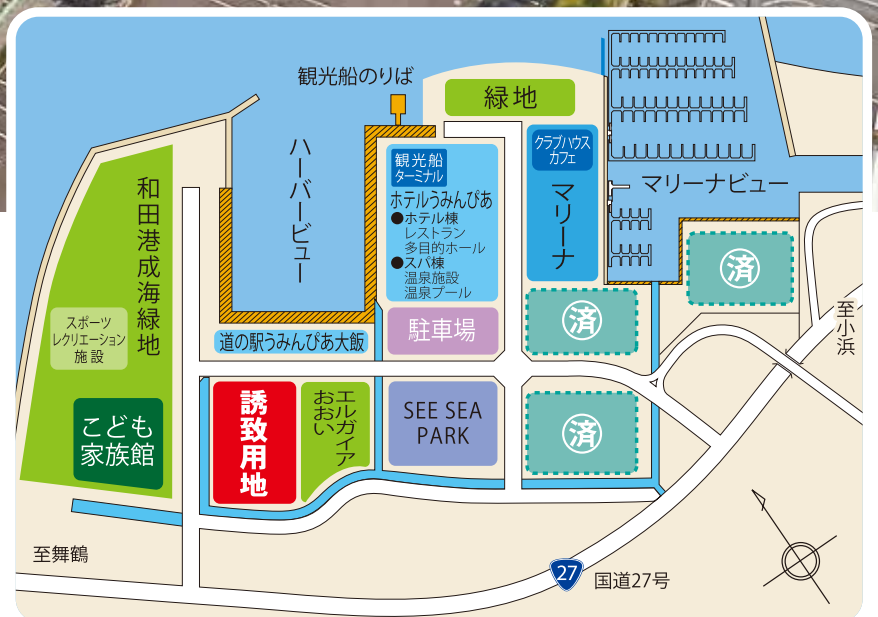 観光船のりば
緑地
クラブハウス
カフェ
マリーナ
マリーナビュー
ハーバービュー
観光船
ターミナル
ホテルうみんぴあ
●ホテル棟
レストラン
多目的ホール
●スパ棟
温泉施設
温泉プール
和田港成海緑地
スポーツ
レクリエーション
施設
こども
家族館
道の駅うみんぴあ大飯
駐車場
済
済
済
至小浜
誘致用地
エルガイア
おおい
SEE SEA
PARK
至舞鶴
27
国道27号